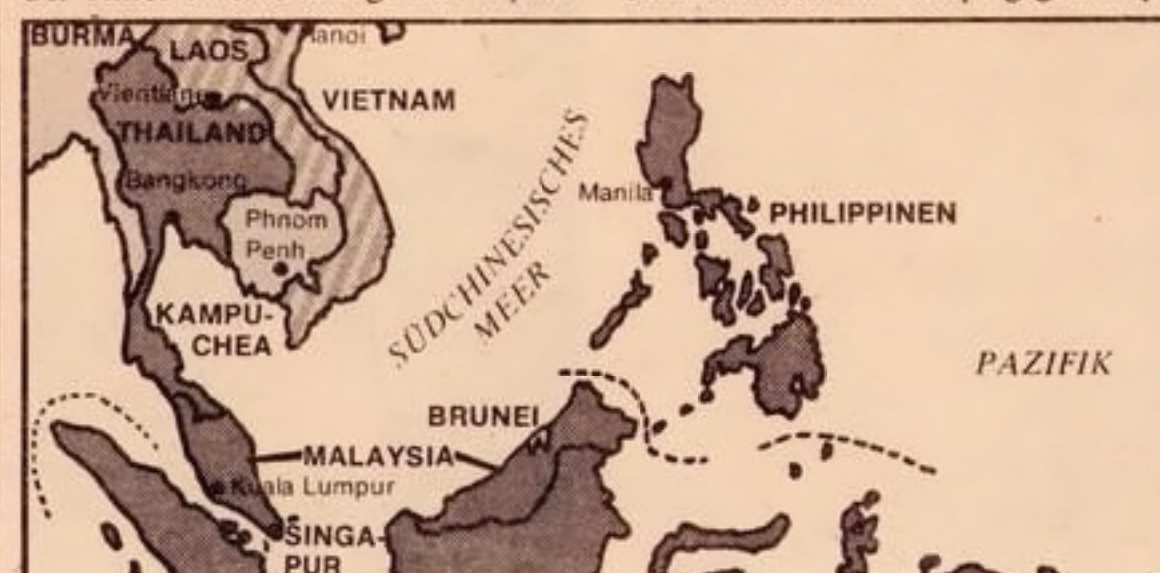 BURMA
LAOS
Hanoi
Vientiane
VIETNAM
THAILAND
Bangkong
Phnom
Penh
KAMPU-
CHEA
SÜDCHINESISCHES
MEER
Manila
PHILIPPINEN
PAZIFIK
BRUNEI
MALAYSIA
Kuala Lumpur
SINGA-
PUR